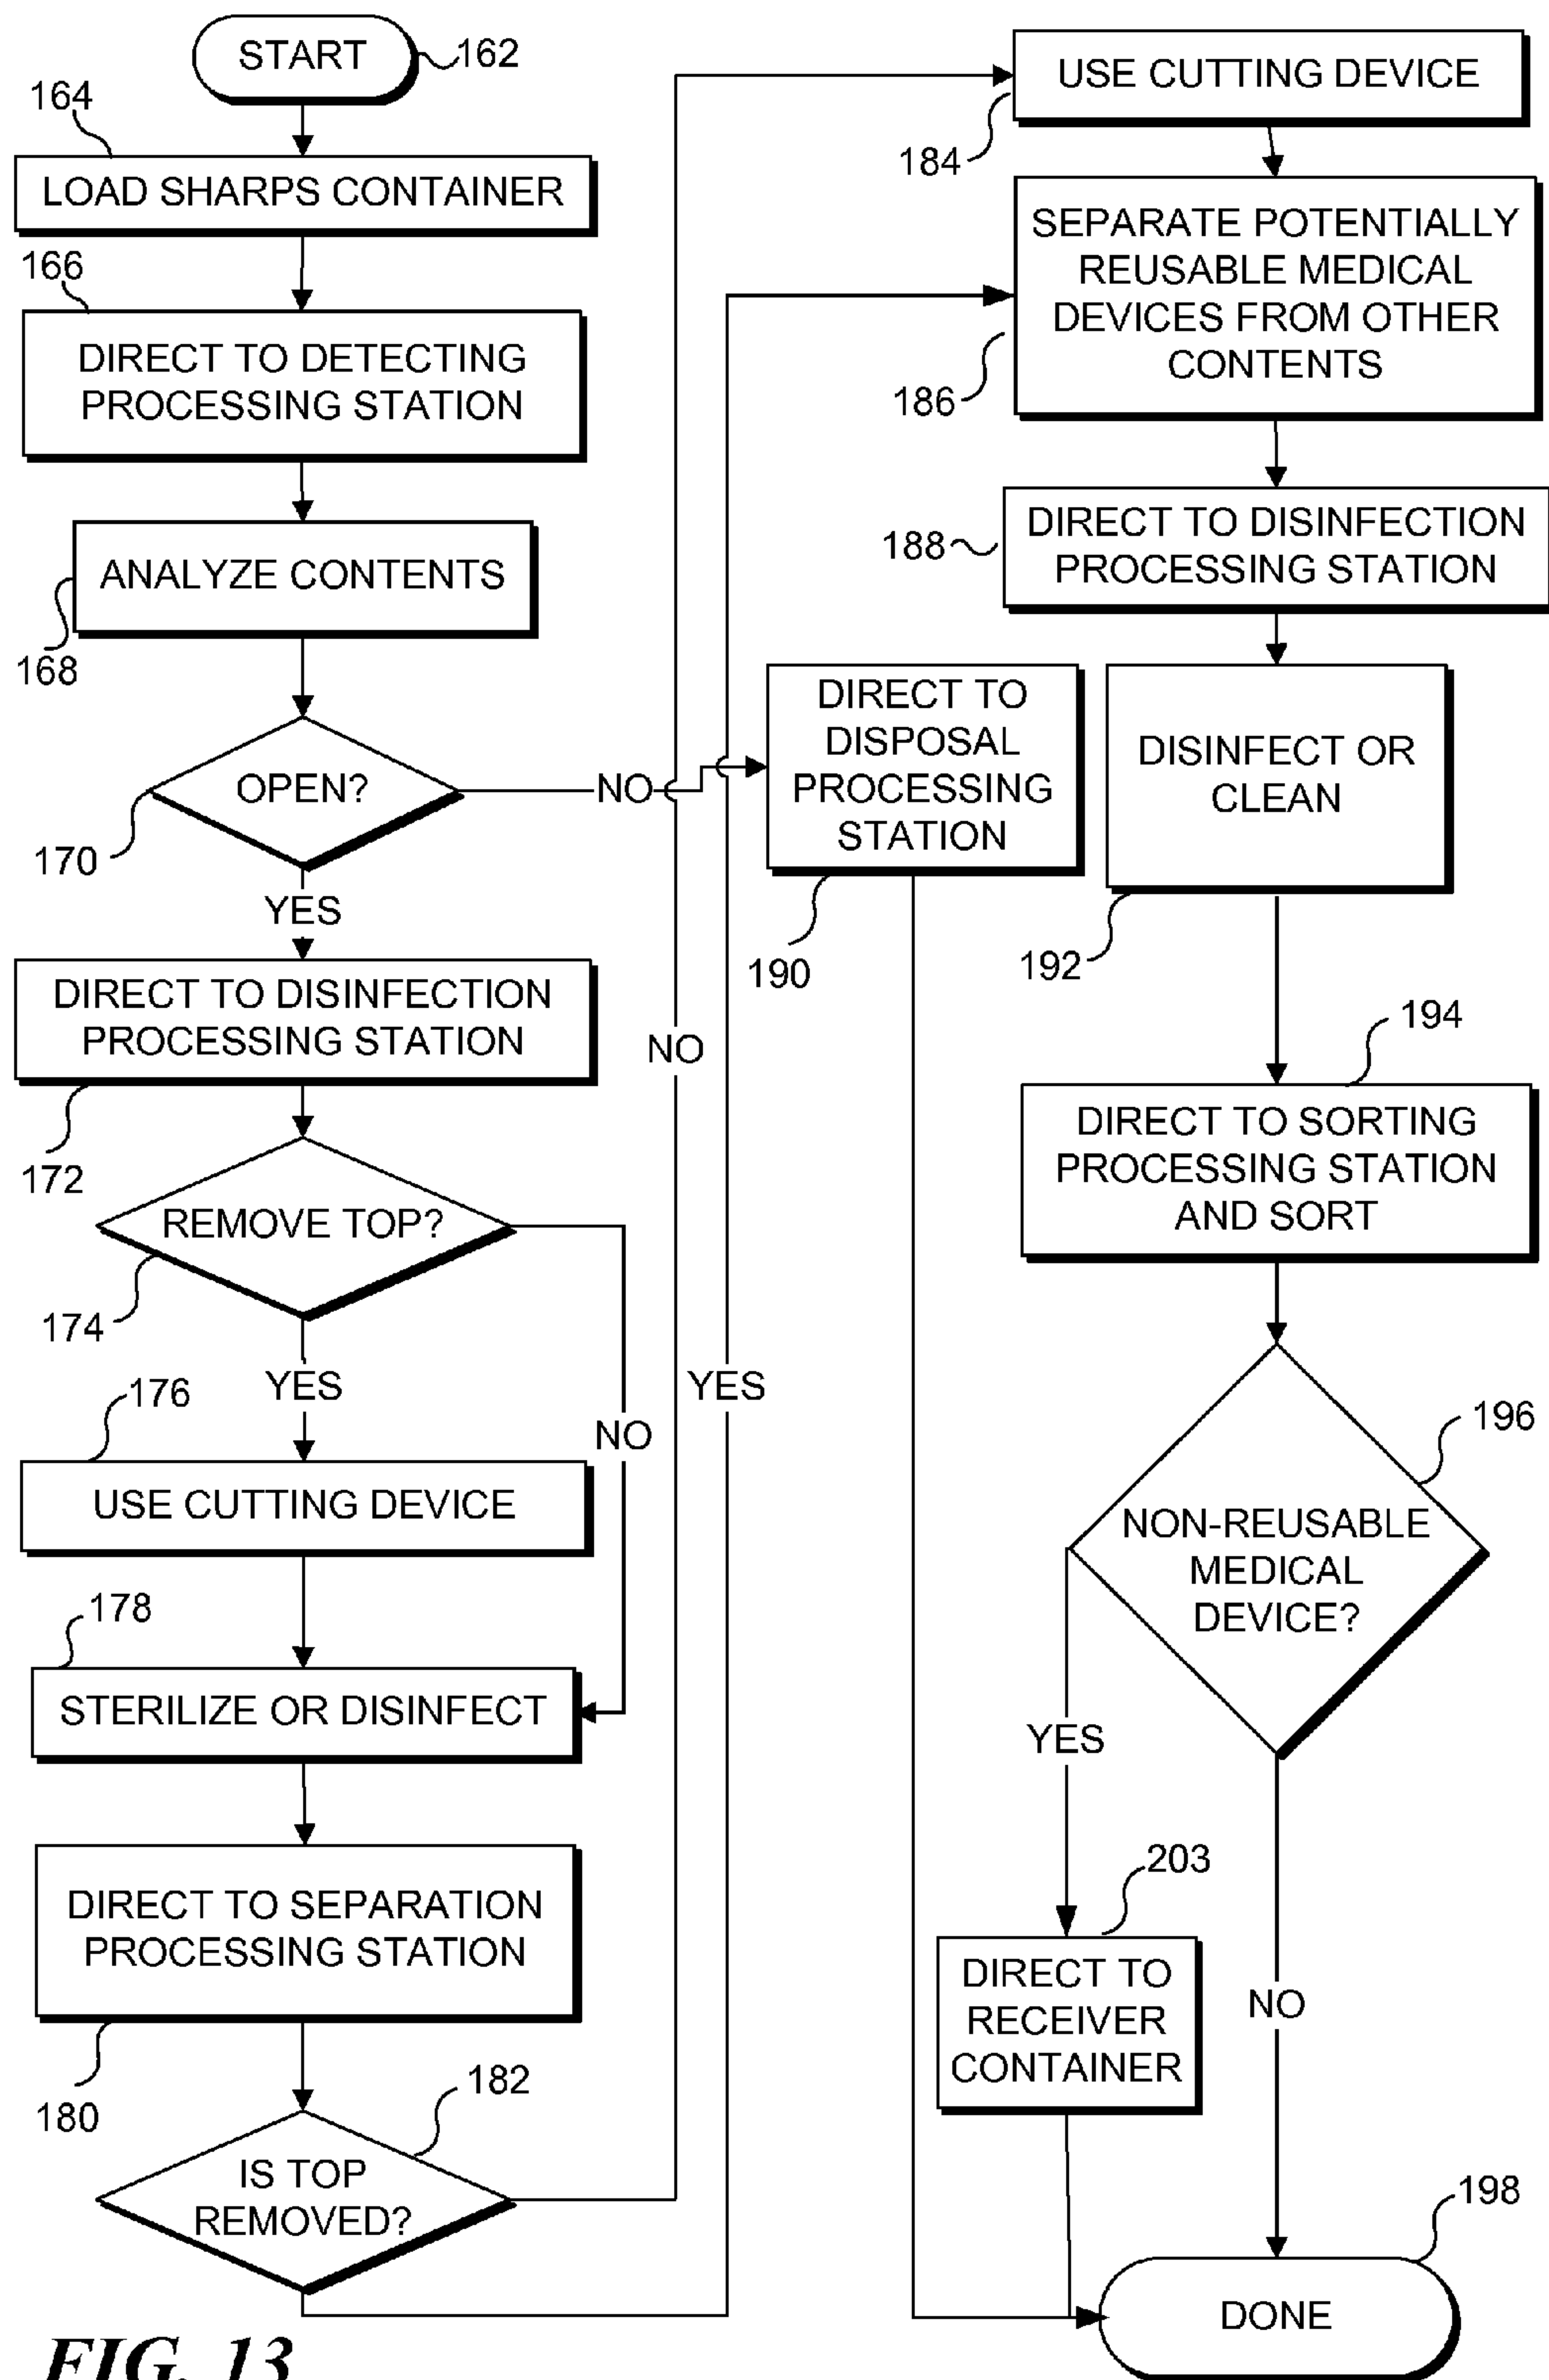 START
162
164
LOAD SHARPS CONTAINER
166
DIRECT TO DETECTING
PROCESSING STATION
ANALYZE CONTENTS
168
OPEN?
NO
170
YES
DIRECT TO DISINFECTION
PROCESSING STATION
172
REMOVE TOP?
174
YES
NO
176
USE CUTTING DEVICE
178
STERILIZE OR DISINFECT
DIRECT TO SEPARATION
PROCESSING STATION
180
182
IS TOP
REMOVED?
NO
YES
USE CUTTING DEVICE
184
SEPARATE POTENTIALLY
REUSABLE MEDICAL
DEVICES FROM OTHER
CONTENTS
186
DIRECT TO DISINFECTION
PROCESSING STATION
188
DIRECT TO
DISPOSAL
PROCESSING
STATION
190
DISINFECT OR
CLEAN
192
194
DIRECT TO SORTING
PROCESSING STATION
AND SORT
196
NON-REUSABLE
MEDICAL
DEVICE?
YES
NO
203
DIRECT TO
RECEIVER
CONTAINER
198
DONE
FIG. 13